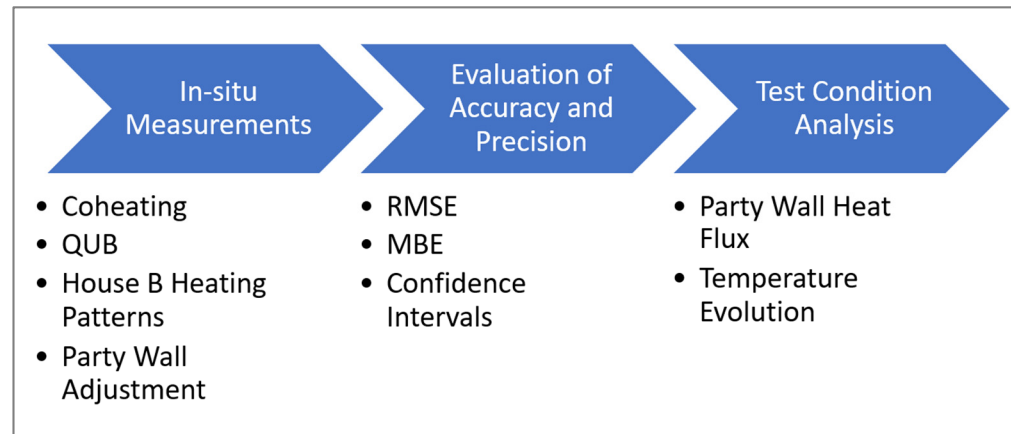 In-situ
Measurements
• Coheating
• QUB
• House B Heating
Patterns
• Party Wall
Adjustment
Evaluation of
Accuracy and
Precision
• RMSE
• MBE
• Confidence
Intervals
Test Condition
Analysis
• Party Wall Heat
Flux
• Temperature
Evolution